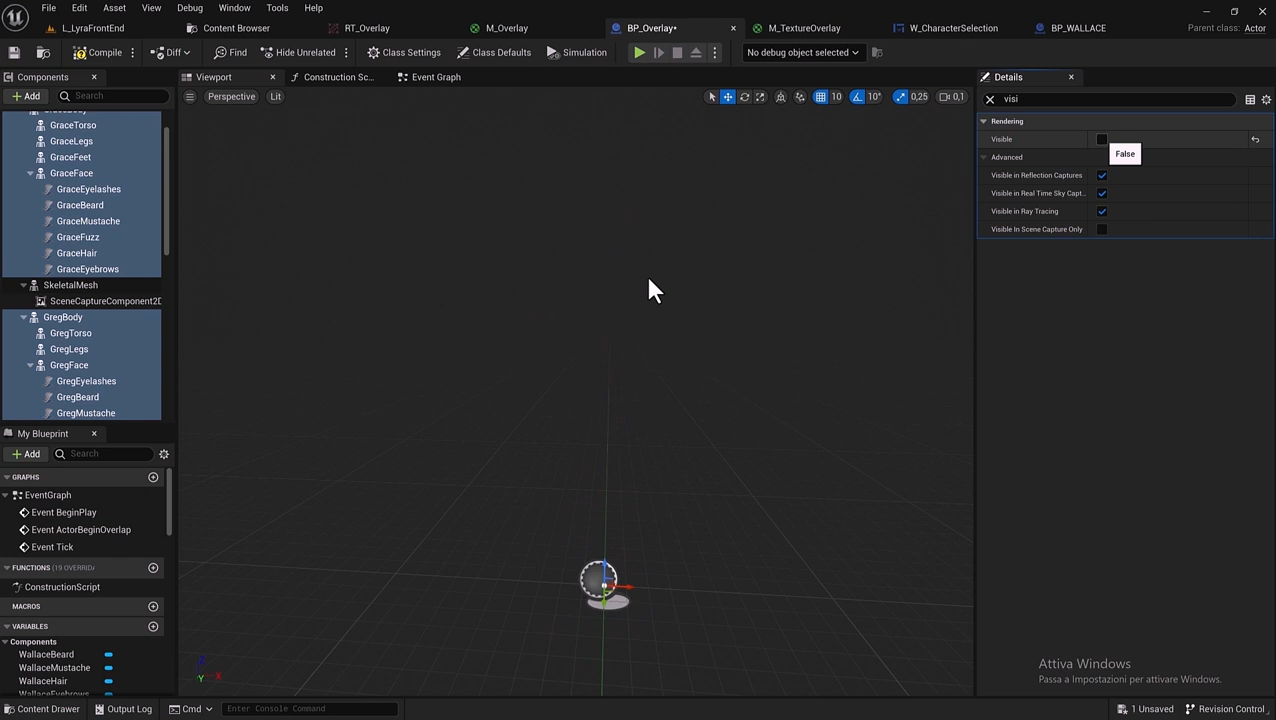 File Edit Asset View Debug Window Tools Help
L_LyraFrontEnd Content Browser RT_Overlay M_Overlay BP_Overlay• M_TextureOverlay W_CharacterSelection BP_WALLACE Parent class: Actor
Compile Diff Find Hide Unrelated Class Settings Class Defaults Simulation No debug object selected
Components
Add Search
GraceTorso
GraceLegs
GraceFeet
GraceFace
GraceEyelashes
GraceBeard
GraceMustache
GraceFuzz
GraceHair
GraceEyebrows
SkeletalMesh
SceneCaptureComponent2D
GregBody
GregTorso
GregLegs
GregFace
GregEyelashes
GregBeard
GregMustache
My Blueprint
Add Search
GRAPHS
EventGraph
Event BeginPlay
Event ActorBeginOverlap
Event Tick
FUNCTIONS (19 OVERRID
ConstructionScript
MACROS
VARIABLES
Components
WallaceBeard
WallaceMustache
WallaceHair
Viewport Construction Sc... Event Graph
Perspective Lit 10 10° 0,25 0,1
Z
Y X
Details
visi
Rendering
Visible
False
Advanced
Visible in Reflection Captures
Visible in Real Time Sky Capt...
Visible in Ray Tracing
Visible In Scene Capture Only
Attiva Windows
Passa a Impostazioni per attivare Windows.
Content Drawer Output Log Cmd Enter Console Command 1 Unsaved Revision Control